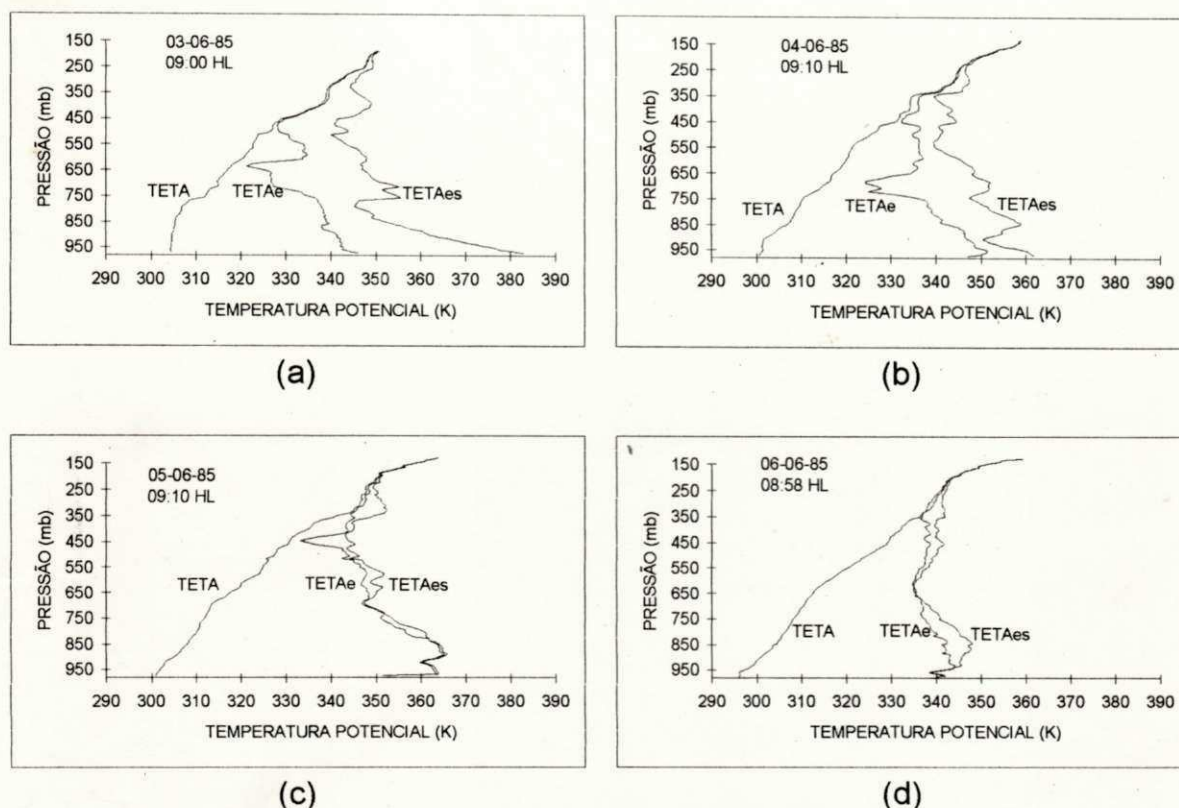 03-06-85
09:00 HL
PRESSÃO (mb)
150
250
350
450
550
650
750
850
950
TETA
TETAe
TETAes
290 300 310 320 330 340 350 360 370 380 390
TEMPERATURA POTENCIAL (K)
(a)
04-06-85
09:10 HL
PRESSÃO (mb)
150
250
350
450
550
650
750
850
950
TETA
TETAe
TETAes
290 300 310 320 330 340 350 360 370 380 390
TEMPERATURA POTENCIAL (K)
(b)
05-06-85
09:10 HL
PRESSÃO (mb)
150
250
350
450
550
650
750
850
950
TETA
TETAe
TETAes
290 300 310 320 330 340 350 360 370 380 390
TEMPERATURA POTENCIAL (K)
(c)
06-06-85
08:58 HL
PRESSÃO (mb)
150
250
350
450
550
650
750
850
950
TETA
TETAe
TETAes
290 300 310 320 330 340 350 360 370 380 390
TEMPERATURA POTENCIAL (K)
(d)